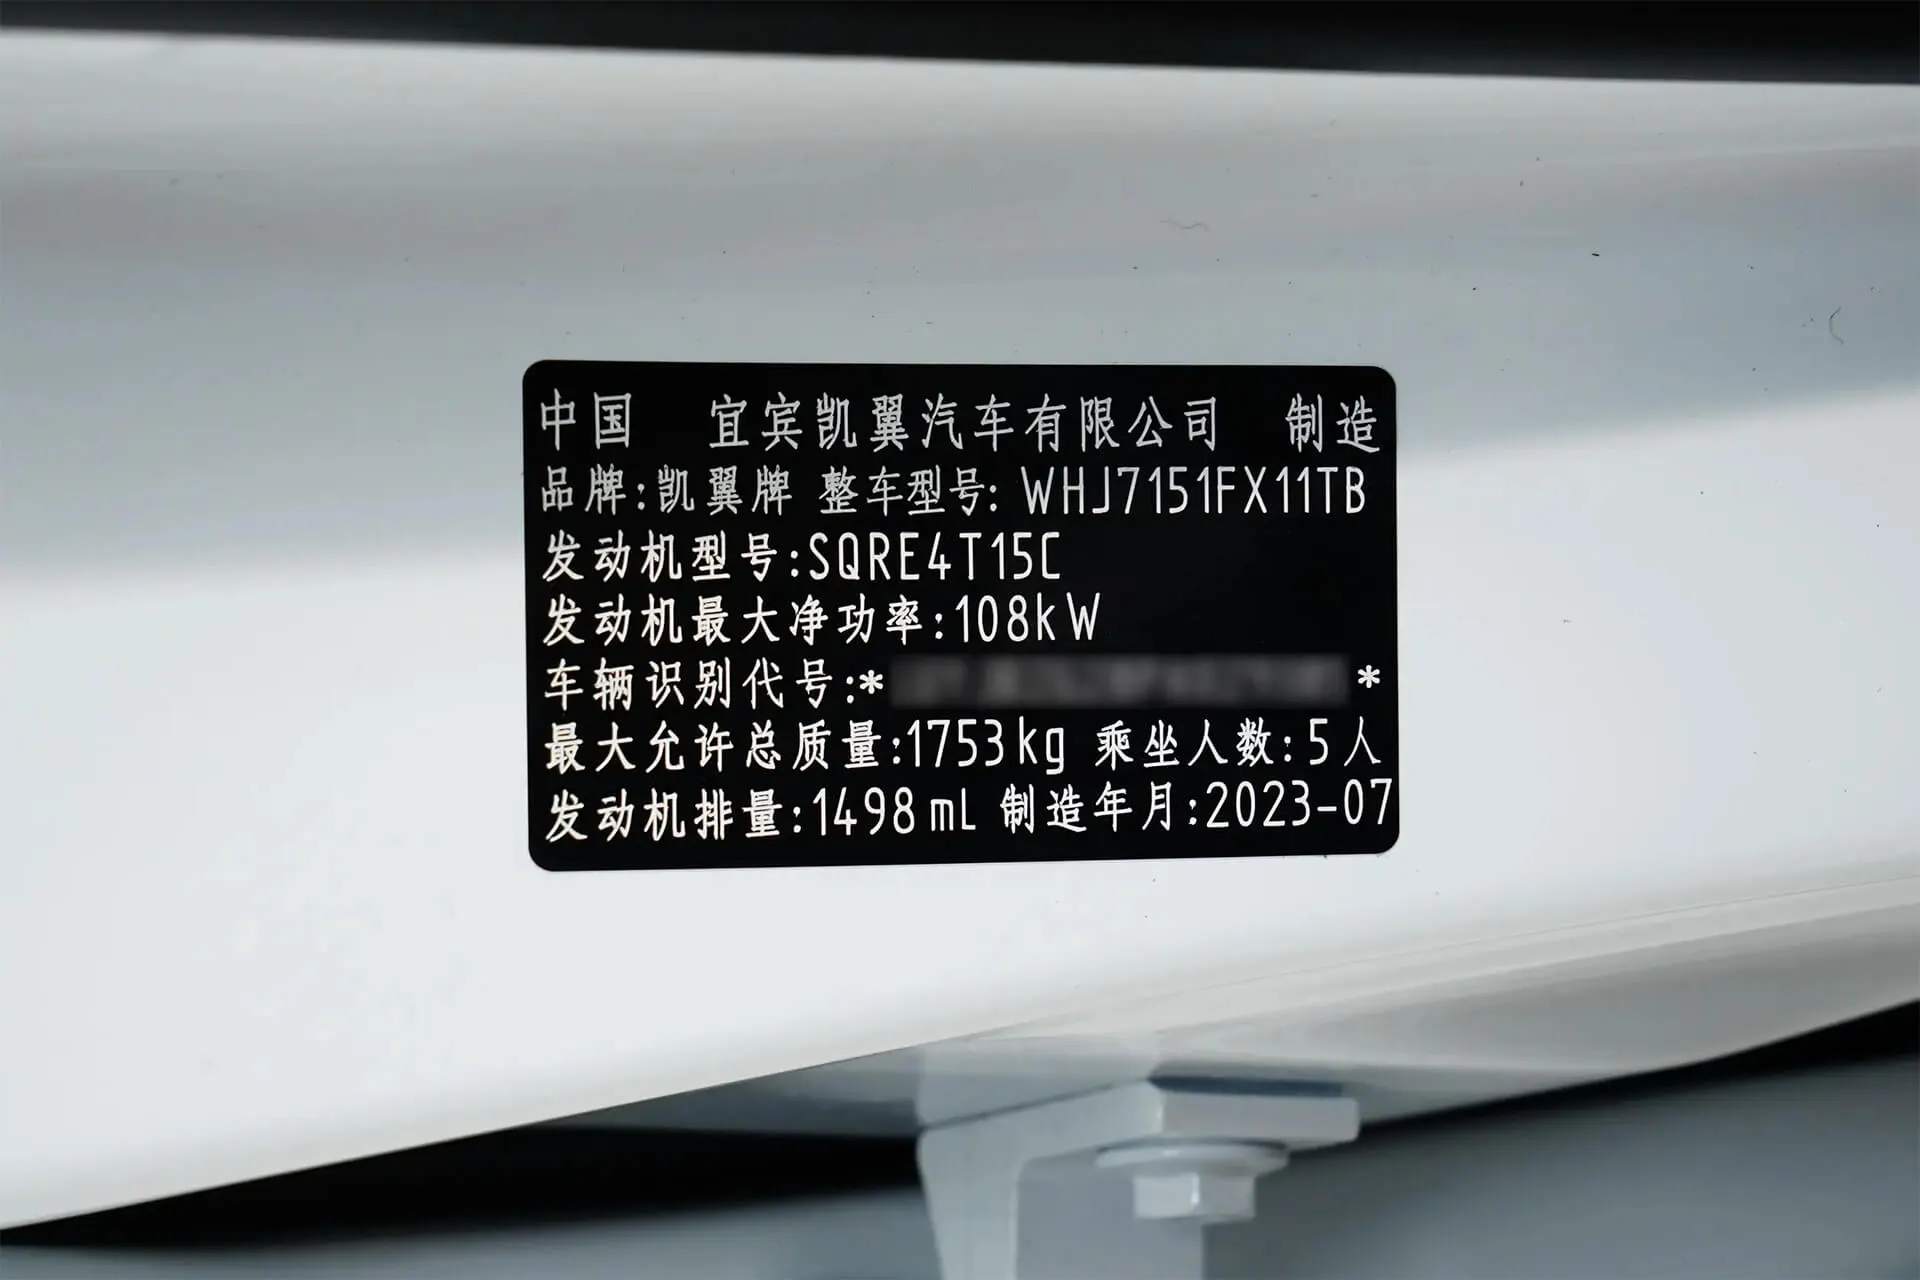 中国 宜宾凯翼汽车有限公司 制造
品牌:凯翼牌 整车型号: WHJ7151FX11TB
发动机型号:SQRE4T15C
发动机最大净功率:108kW
车辆识别代号:* *
最大允许总质量:1753kg 乘坐人数:5人
发动机排量:1498mL 制造年月:2023-07